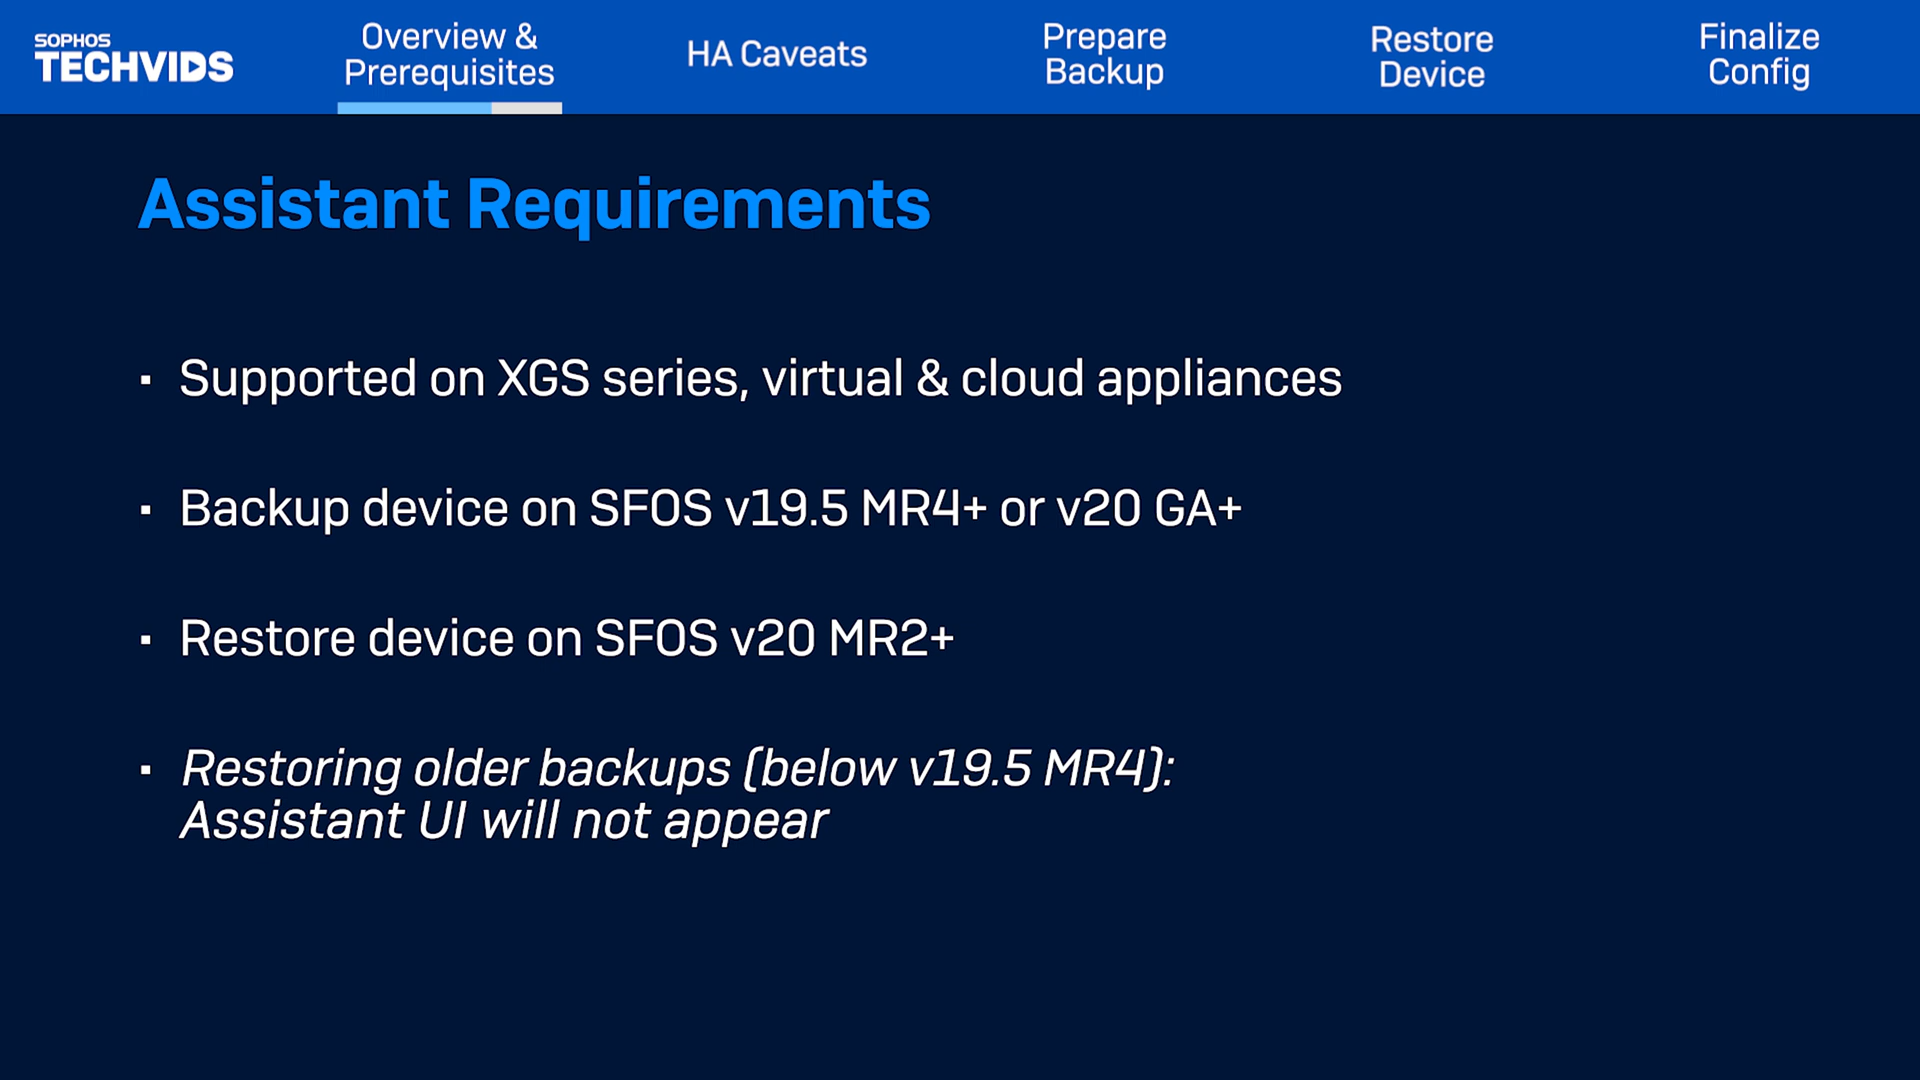 SOPHOS
TECHVIDS
Overview &
Prerequisites
HA Caveats
Prepare
Backup
Restore
Device
Finalize
Config
Assistant Requirements
▪ Supported on XGS series, virtual & cloud appliances
▪ Backup device on SFOS v19.5 MR4+ or v20 GA+
▪ Restore device on SFOS v20 MR2+
▪ Restoring older backups (below v19.5 MR4):
Assistant UI will not appear